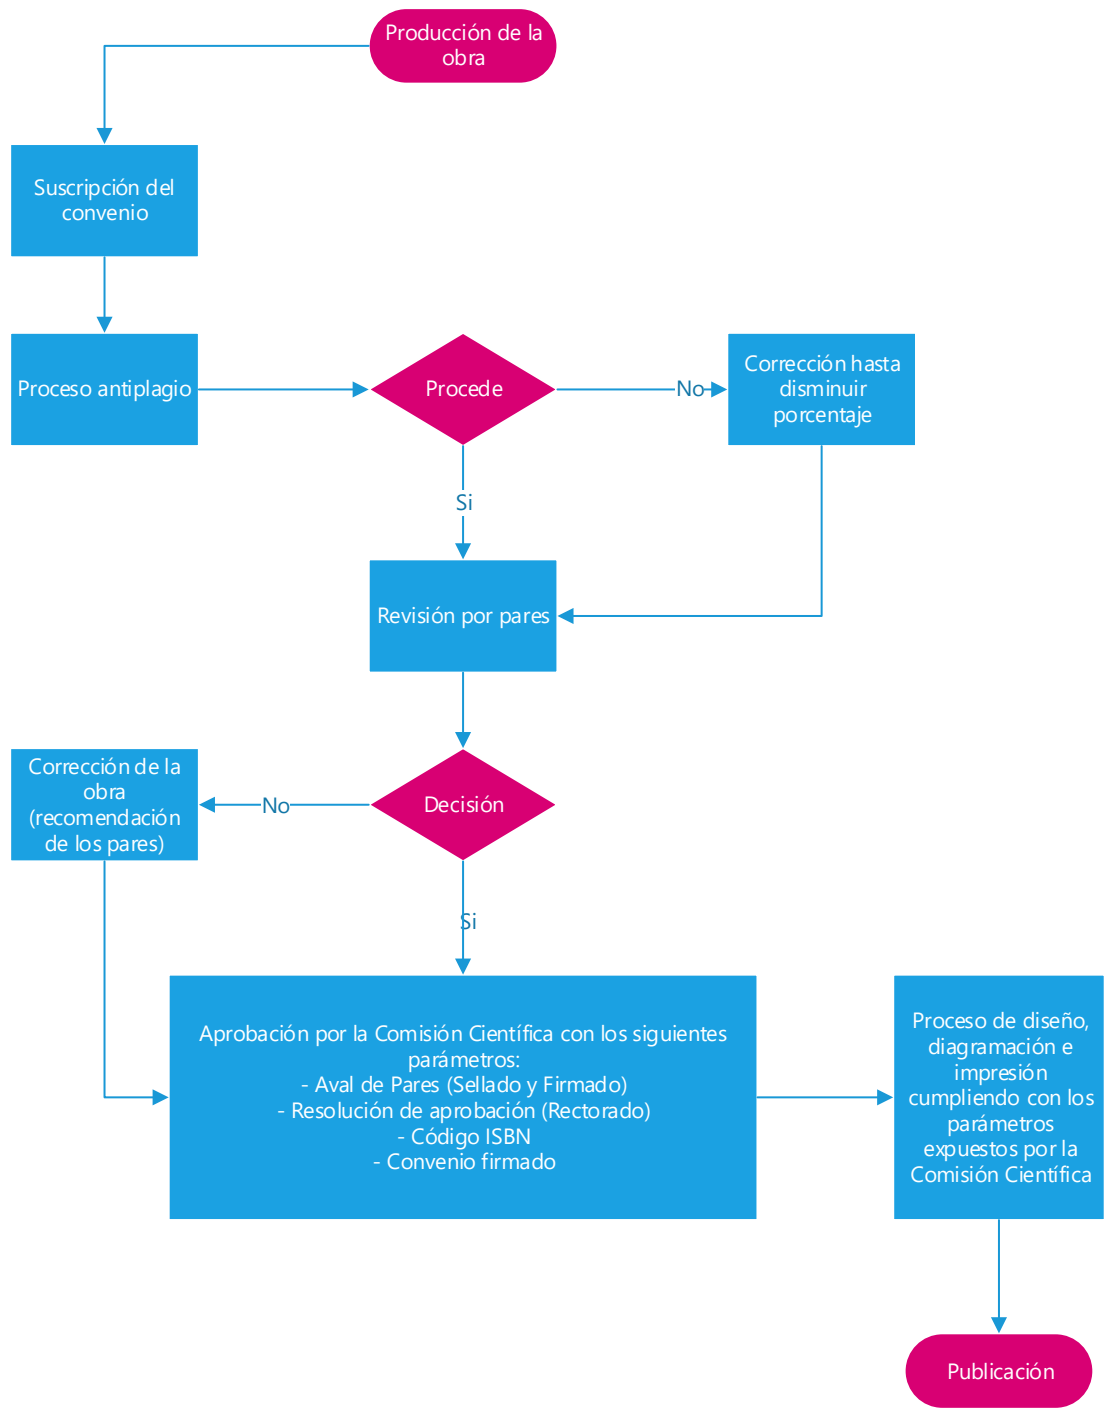 Producción de la
obra
Suscripción del
convenio
Proceso antiplagio
Procede
No
Corrección hasta
disminuir
porcentaje
Si
Revisión por pares
Corrección de la
obra
(recomendación
de los pares)
No
Decisión
Si
Aprobación por la Comisión Científica con los siguientes
parámetros:
- Aval de Pares (Sellado y Firmado)
- Resolución de aprobación (Rectorado)
- Código ISBN
- Convenio firmado
Proceso de diseño,
diagramación e
impresión
cumpliendo con los
parámetros
expuestos por la
Comisión Científica
Publicación